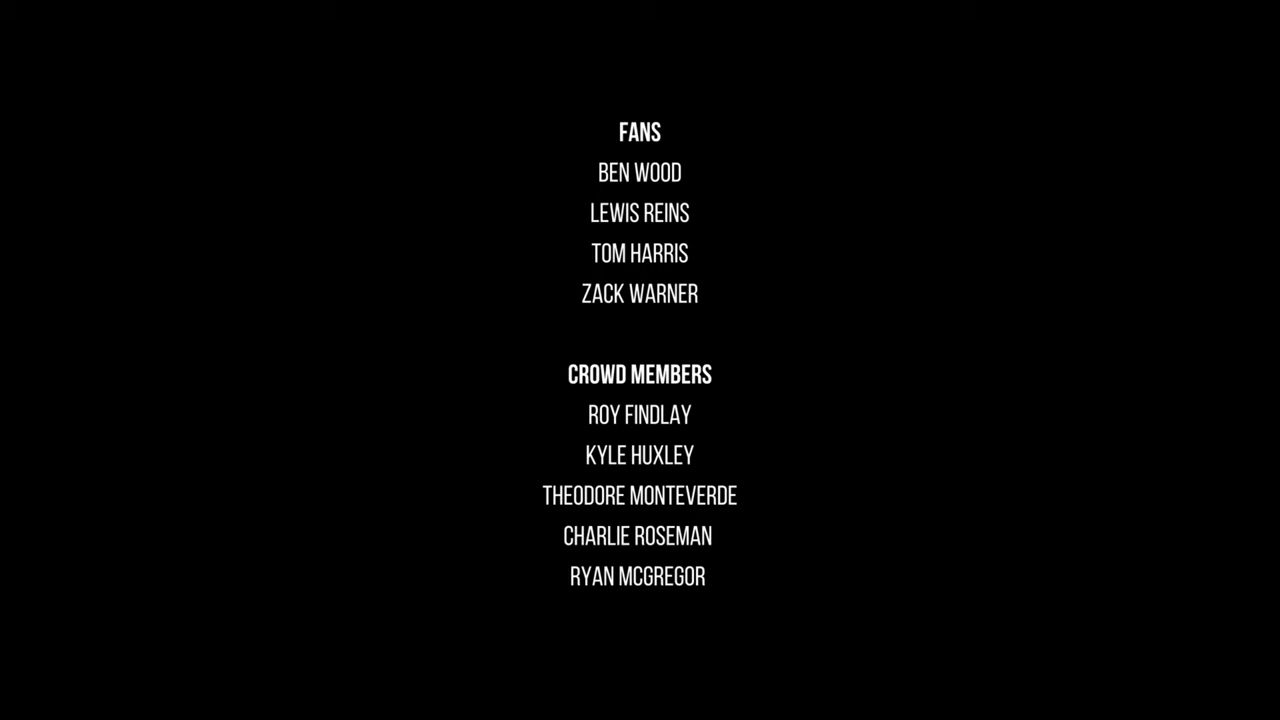 FANS
BEN WOOD
LEWIS REINS
TOM HARRIS
ZACK WARNER
CROWD MEMBERS
ROY FINDLAY
KYLE HUXLEY
THEODORE MONTEVERDE
CHARLIE ROSEMAN
RYAN MCGREGOR